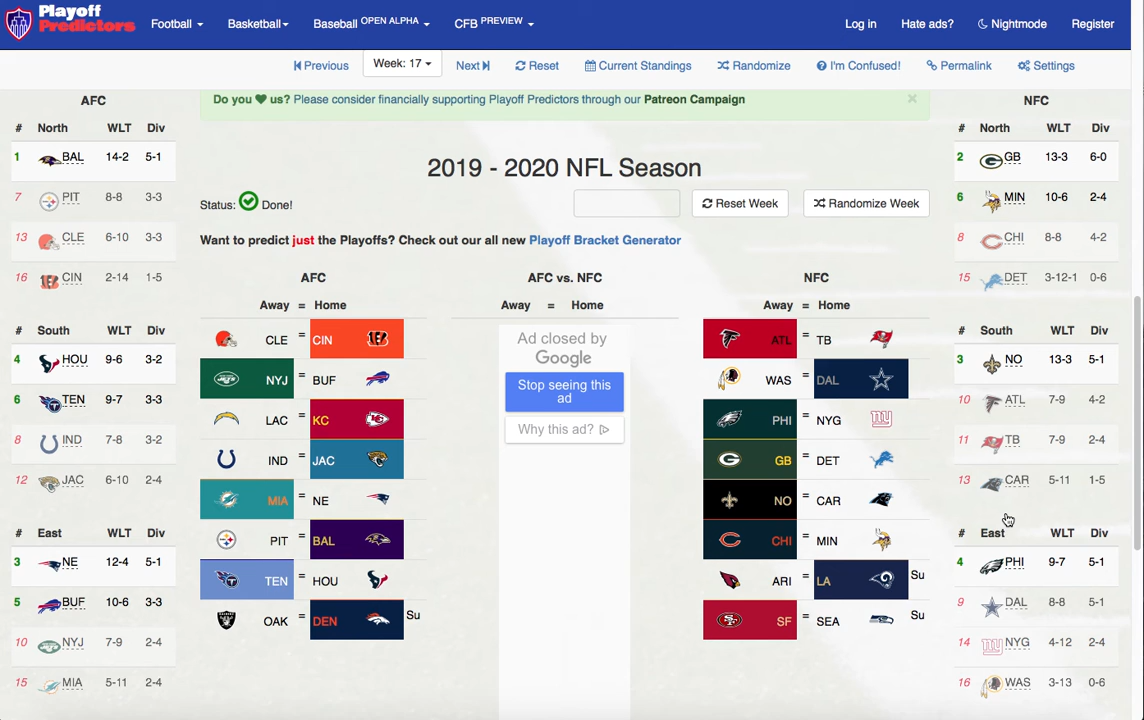 Playoff
Predictors
Football
Basketball
Baseball OPEN ALPHA
CFB PREVIEW
Log in
Hate ads?
Nightmode
Register
Previous
Week: 17
Next
Reset
Current Standings
Randomize
I'm Confused!
Permalink
Settings
Do you us? Please consider financially supporting Playoff Predictors through our Patreon Campaign
×
AFC
# North WLT Div
1 BAL 14-2 5-1
7 PIT 8-8 3-3
13 CLE 6-10 3-3
16 CIN 2-14 1-5
# South WLT Div
4 HOU 9-6 3-2
6 TEN 9-7 3-3
8 IND 7-8 3-2
12 JAC 6-10 2-4
# East WLT Div
3 NE 12-4 5-1
5 BUF 10-6 3-3
10 NYJ 7-9 2-4
15 MIA 5-11 2-4
2019 - 2020 NFL Season
Status: Done!
Reset Week
Randomize Week
Want to predict just the Playoffs? Check out our all new Playoff Bracket Generator
AFC
Away = Home
CLE = CIN
NYJ = BUF
LAC = KC
IND = JAC
MIA = NE
PIT = BAL
TEN = HOU
OAK = DEN Su
AFC vs. NFC
Away = Home
Ad closed by
Google
Stop seeing this
ad
Why this ad?
NFC
Away = Home
ATL = TB
WAS = DAL
PHI = NYG
GB = DET
NO = CAR
CHI = MIN
ARI = LA Su
SF = SEA Su
NFC
# North WLT Div
2 GB 13-3 6-0
6 MIN 10-6 2-4
8 CHI 8-8 4-2
15 DET 3-12-1 0-6
# South WLT Div
3 NO 13-3 5-1
10 ATL 7-9 4-2
11 TB 7-9 2-4
13 CAR 5-11 1-5
# East WLT Div
4 PHI 9-7 5-1
9 DAL 8-8 5-1
14 NYG 4-12 2-4
16 WAS 3-13 0-6